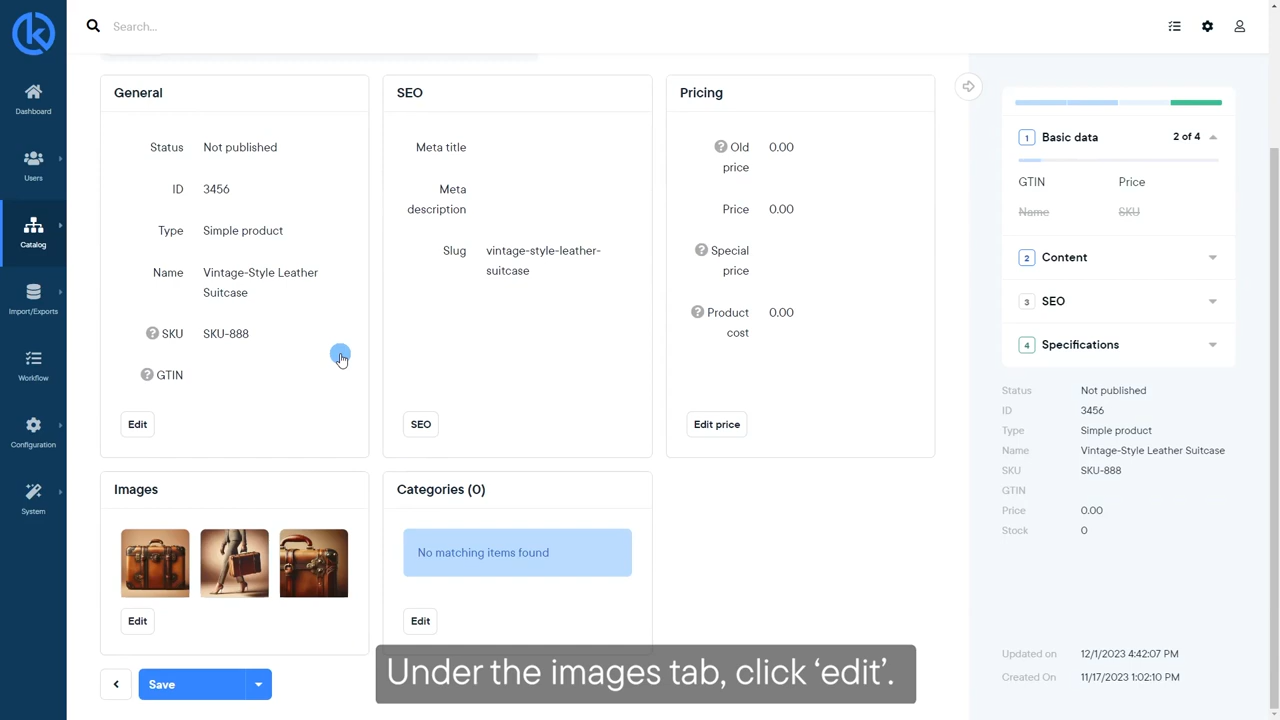 Search...
Dashboard
Users
Catalog
Import/Exports
Workflow
Configuration
System
General
Status Not published
ID 3456
Type Simple product
Name Vintage-Style Leather
Suitcase
? SKU SKU-888
? GTIN
Edit
SEO
Meta title
Meta
description
Slug vintage-style-leather-
suitcase
SEO
Pricing
? Old 0.00
price
Price 0.00
? Special
price
? Product 0.00
cost
Edit price
Images
Edit
Categories (0)
No matching items found
Edit
Save
Under the images tab, click ‘edit’.
1 Basic data 2 of 4
GTIN Price
Name SKU
2 Content
3 SEO
4 Specifications
Status Not published
ID 3456
Type Simple product
Name Vintage-Style Leather Suitcase
SKU SKU-888
GTIN
Price 0.00
Stock 0
Updated on 12/1/2023 4:42:07 PM
Created On 11/17/2023 1:02:10 PM